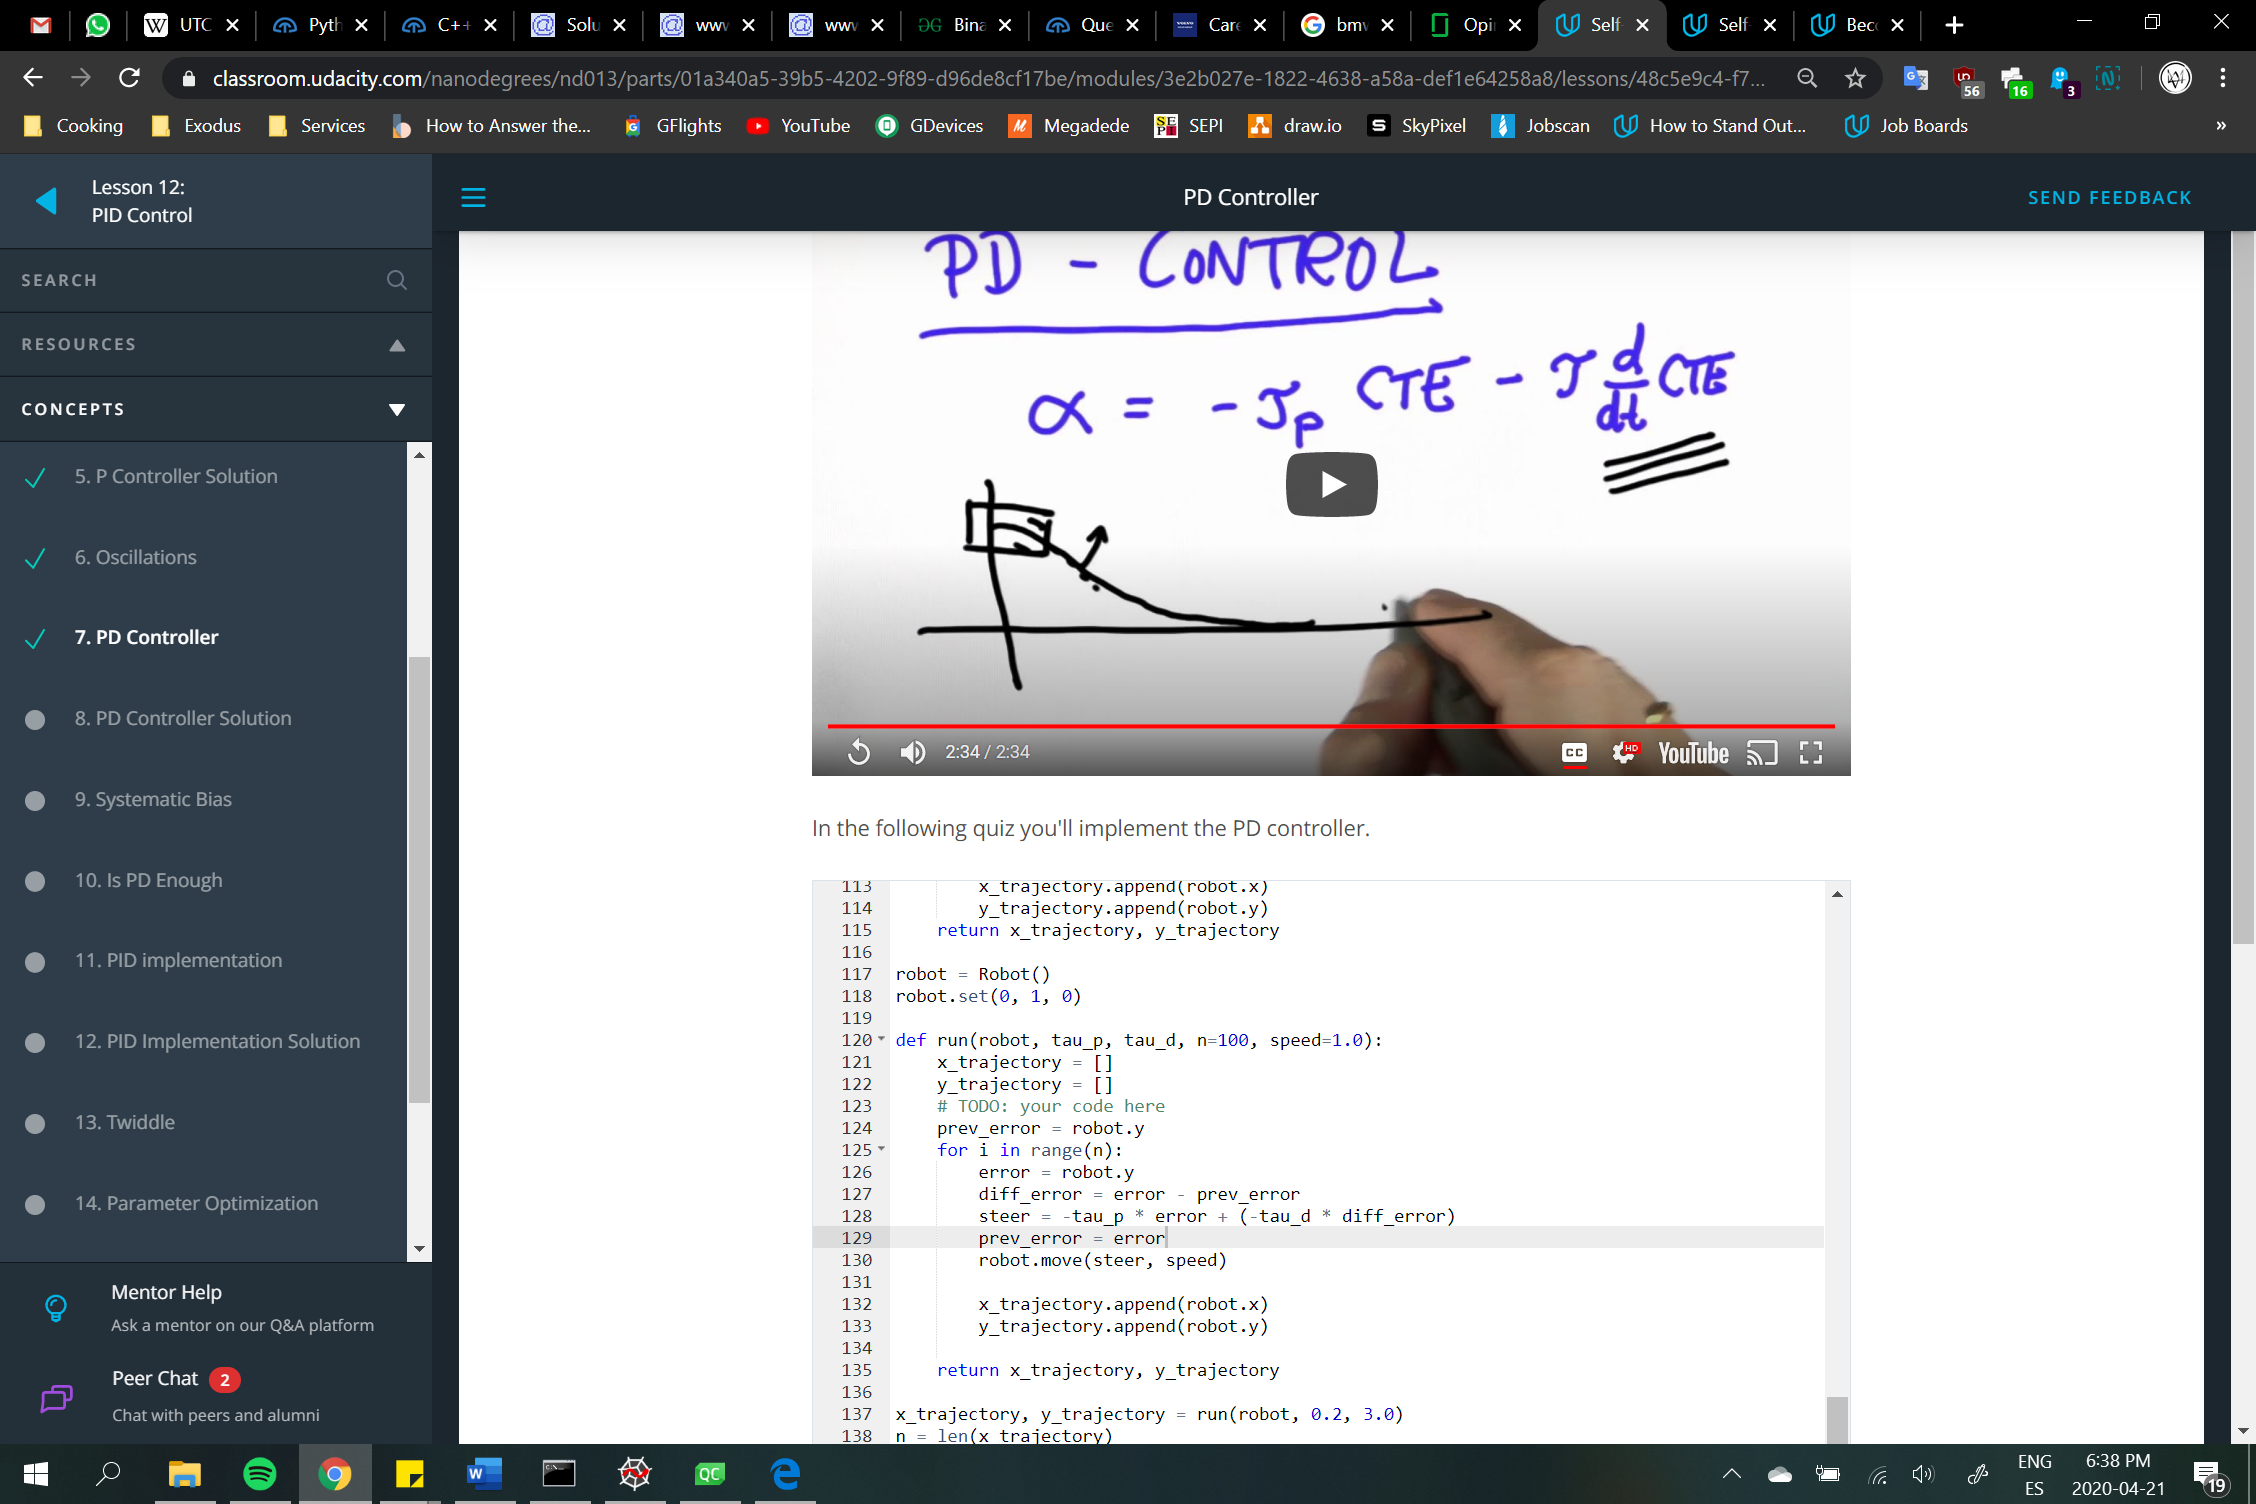 UTC
Pyth
C++
Solu
www
www
Bina
Que
Care
bmv
Opi
Self
Self
Bec
classroom.udacity.com/nanodegrees/nd013/parts/01a340a5-39b5-4202-9f89-d96de8cf17be/modules/3e2b027e-1822-4638-a58a-def1e64258a8/lessons/48c5e9c4-f7...
56
16
3
Cooking
Exodus
Services
How to Answer the...
GFlights
YouTube
GDevices
Megadede
SEPI
draw.io
SkyPixel
Jobscan
How to Stand Out...
Job Boards
»
Lesson 12:
PID Control
PD Controller
SEND FEEDBACK
SEARCH
RESOURCES
CONCEPTS
5. P Controller Solution
6. Oscillations
7. PD Controller
8. PD Controller Solution
9. Systematic Bias
10. Is PD Enough
11. PID implementation
12. PID Implementation Solution
13. Twiddle
14. Parameter Optimization
Mentor Help
Ask a mentor on our Q&A platform
Peer Chat 2
Chat with peers and alumni
PD - CONTROL
α = - τp CTE - τ d/dt CTE
2:34 / 2:34
CC
HD
YouTube
In the following quiz you'll implement the PD controller.
113 x_trajectory.append(robot.x)
114 y_trajectory.append(robot.y)
115 return x_trajectory, y_trajectory
116
117 robot = Robot()
118 robot.set(0, 1, 0)
119
120 def run(robot, tau_p, tau_d, n=100, speed=1.0):
121 x_trajectory = []
122 y_trajectory = []
123 # TODO: your code here
124 prev_error = robot.y
125 for i in range(n):
126 error = robot.y
127 diff_error = error - prev_error
128 steer = -tau_p * error + (-tau_d * diff_error)
129 prev_error = error
130 robot.move(steer, speed)
131
132 x_trajectory.append(robot.x)
133 y_trajectory.append(robot.y)
134
135 return x_trajectory, y_trajectory
136
137 x_trajectory, y_trajectory = run(robot, 0.2, 3.0)
138 n = len(x_trajectory)
QC
ENG
ES
6:38 PM
2020-04-21
19